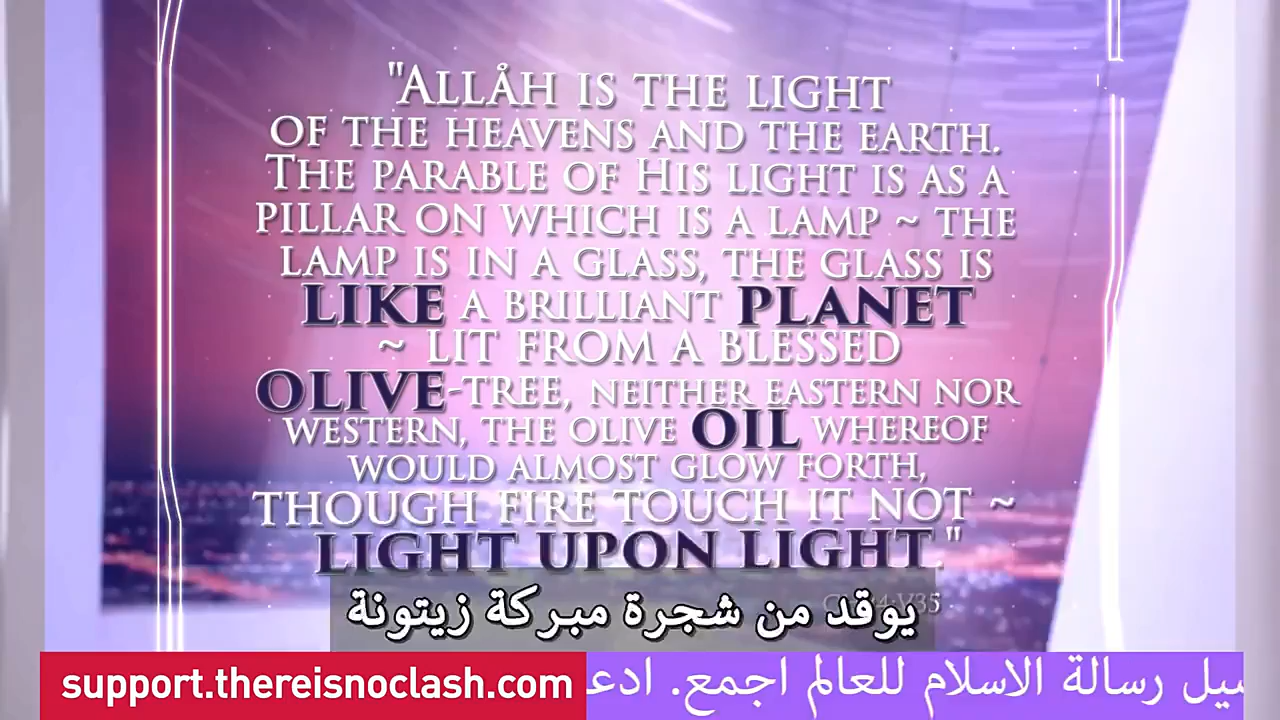 "ALLÅH IS THE LIGHT
OF THE HEAVENS AND THE EARTH.
THE PARABLE OF HIS LIGHT IS AS A
PILLAR ON WHICH IS A LAMP ~ THE
LAMP IS IN A GLASS, THE GLASS IS
LIKE A BRILLIANT PLANET
~ LIT FROM A BLESSED
OLIVE-TREE, NEITHER EASTERN NOR
WESTERN, THE OLIVE OIL WHEREOF
WOULD ALMOST GLOW FORTH,
THOUGH FIRE TOUCH IT NOT ~
LIGHT UPON LIGHT."
يوقد من شجرة مبركة زيتونة
support.thereisnoclash.com
رسالة الاسلام للعالم اجمع.